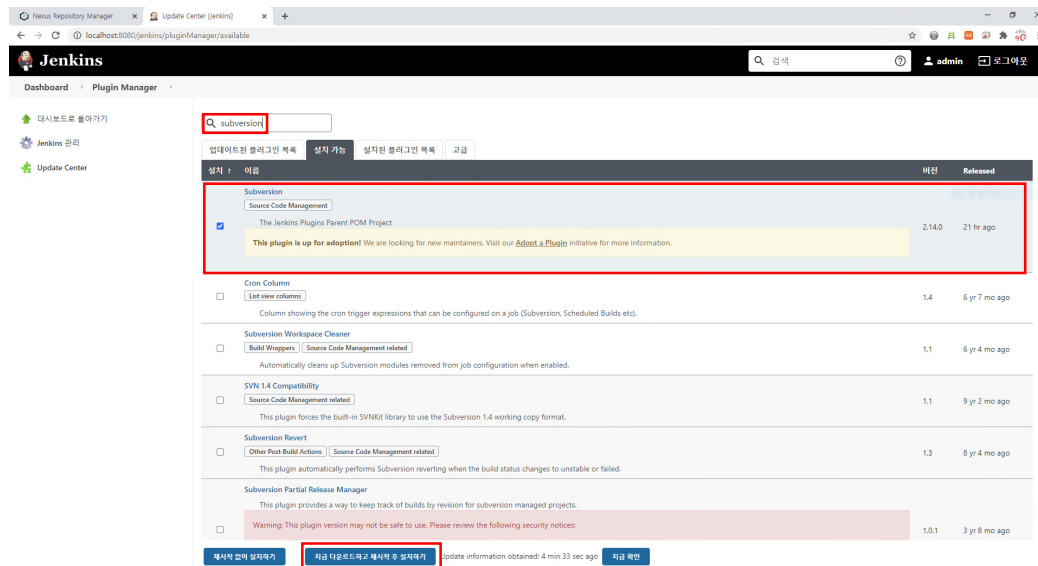 Nexus Repository Manager
Update Center [Jenkins]
localhost:8080/jenkins/pluginManager/available
Jenkins
검색
admin
로그아웃
Dashboard
Plugin Manager
대시보드로 돌아가기
Jenkins 관리
Update Center
subversion
업데이트된 플러그인 목록
설치 가능
설치된 플러그인 목록
고급
설치 ↑
이름
버전
Released
Subversion
Source Code Management
The Jenkins Plugins Parent POM Project
This plugin is up for adoption! We are looking for new maintainers. Visit our Adopt a Plugin initiative for more information.
2.14.0
21 hr ago
Cron Column
List view columns
Column showing the cron trigger expressions that can be configured on a job (Subversion, Scheduled Builds etc).
1.4
6 yr 7 mo ago
Subversion Workspace Cleaner
Build Wrappers
Source Code Management related
Automatically cleans up Subversion modules removed from job configuration when enabled.
1.1
6 yr 4 mo ago
SVN 1.4 Compatibility
Source Code Management related
This plugin forces the built-in SVNKit library to use the Subversion 1.4 working copy format.
1.1
9 yr 2 mo ago
Subversion Revert
Other Post-Build Actions
Source Code Management related
This plugin automatically performs Subversion reverting when the build status changes to unstable or failed.
1.3
8 yr 4 mo ago
Subversion Partial Release Manager
This plugin provides a way to keep track of builds by revision for subversion managed projects.
Warning: This plugin version may not be safe to use. Please review the following security notices:
1.0.1
3 yr 8 mo ago
재시작 없이 설치하기
지금 다운로드하고 재시작 후 설치하기
Update information obtained: 4 min 33 sec ago
지금 확인